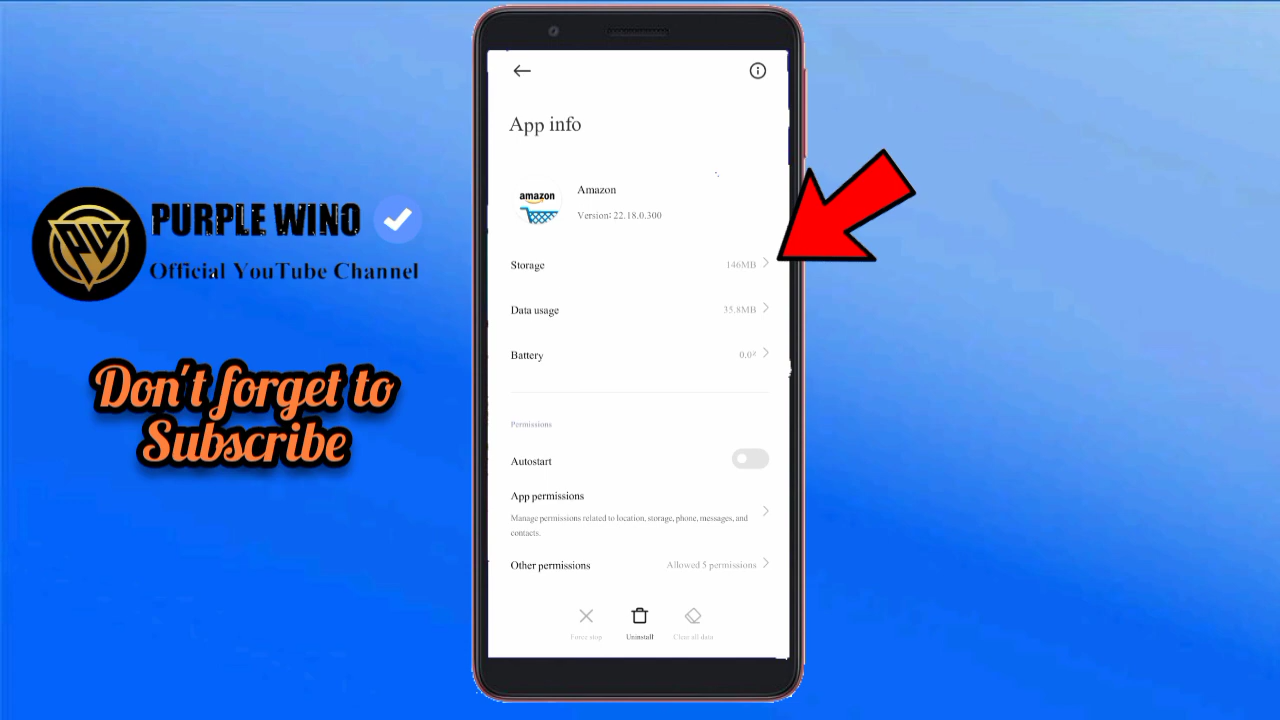 PURPLE WINO
Official YouTube Channel
Don't forget to
Subscribe
App info
amazon
Amazon
Version: 22.18.0.300
Storage 146MB
Data usage 35.8MB
Battery 0.0%
Permissions
Autostart
App permissions
Manage permissions related to location, storage, phone, messages, and
contacts.
Other permissions Allowed 5 permissions
Force stop Uninstall Clear all data